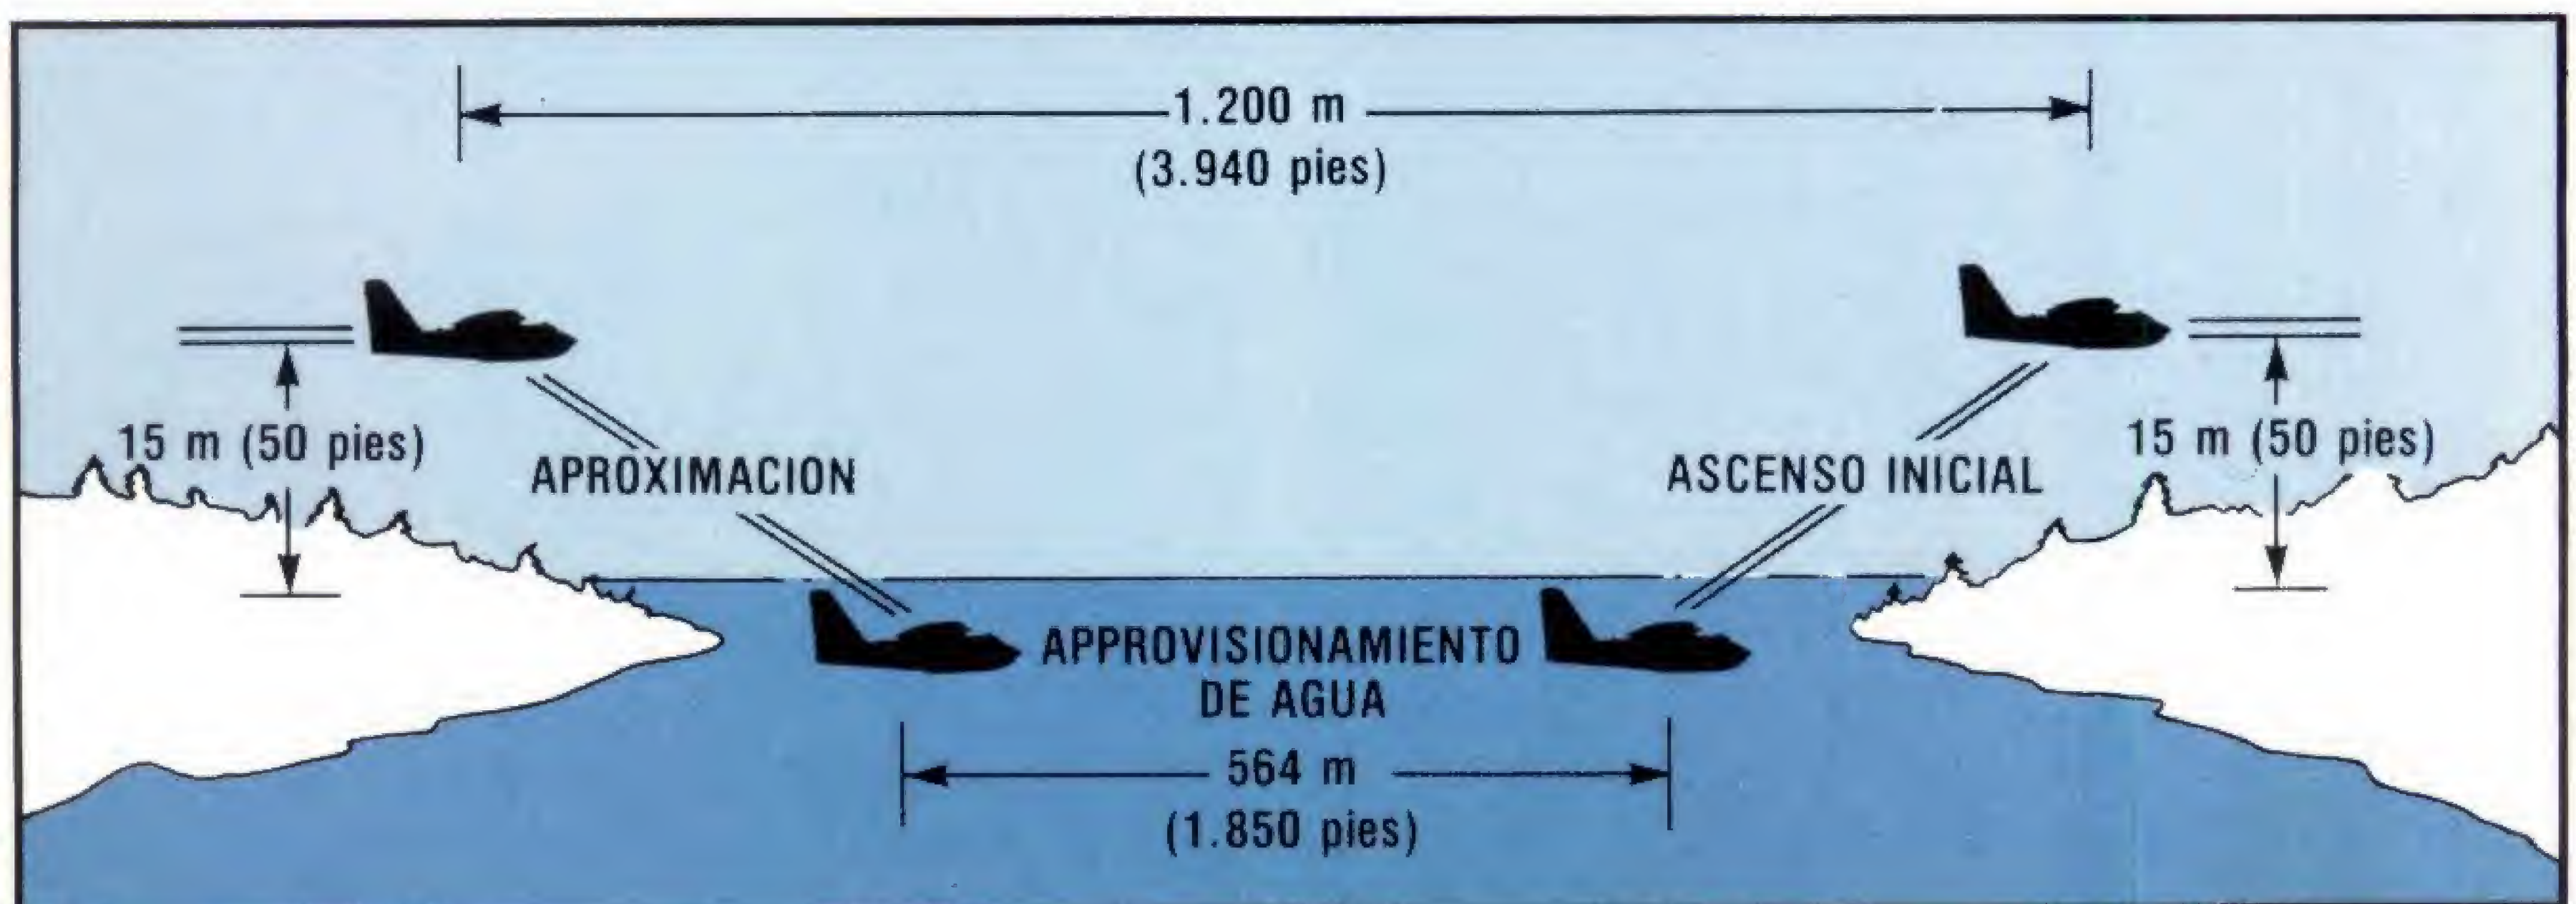 1.200 m
(3.940 pies)
15 m (50 pies)
15 m (50 pies)
APROXIMACION
ASCENSO INICIAL
APPROVISIONAMIENTO
DE AGUA
564 m
(1.850 pies)